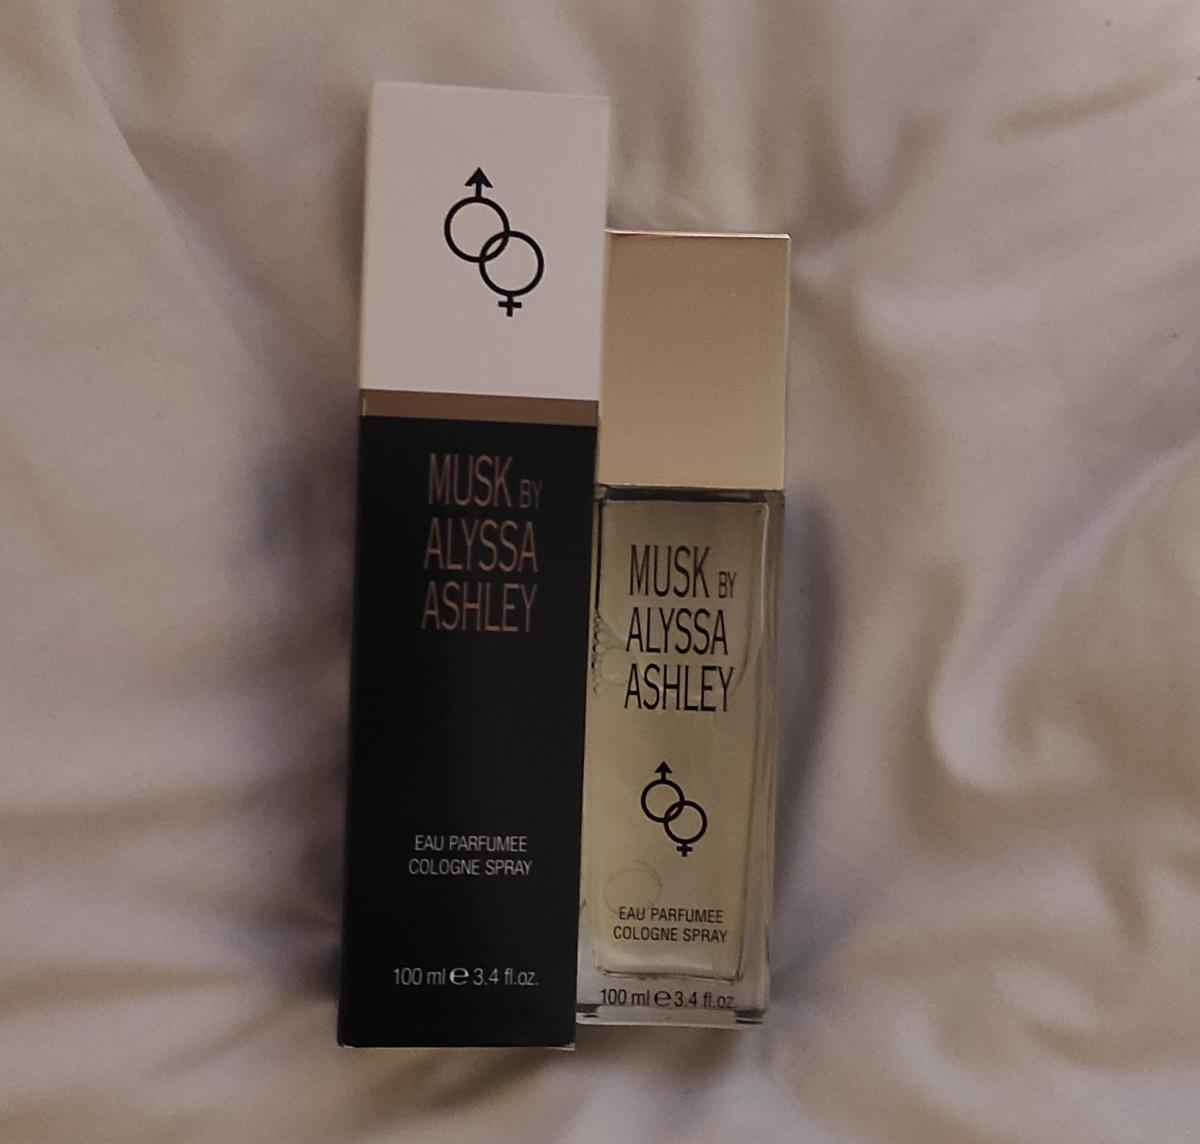 MUSK BY
ALYSSA
ASHLEY
EAU PARFUMEE
COLOGNE SPRAY
100 ml ℮ 3.4 fl.oz.
MUSK BY
ALYSSA
ASHLEY
EAU PARFUMEE
COLOGNE SPRAY
100 ml ℮ 3.4 fl.oz.